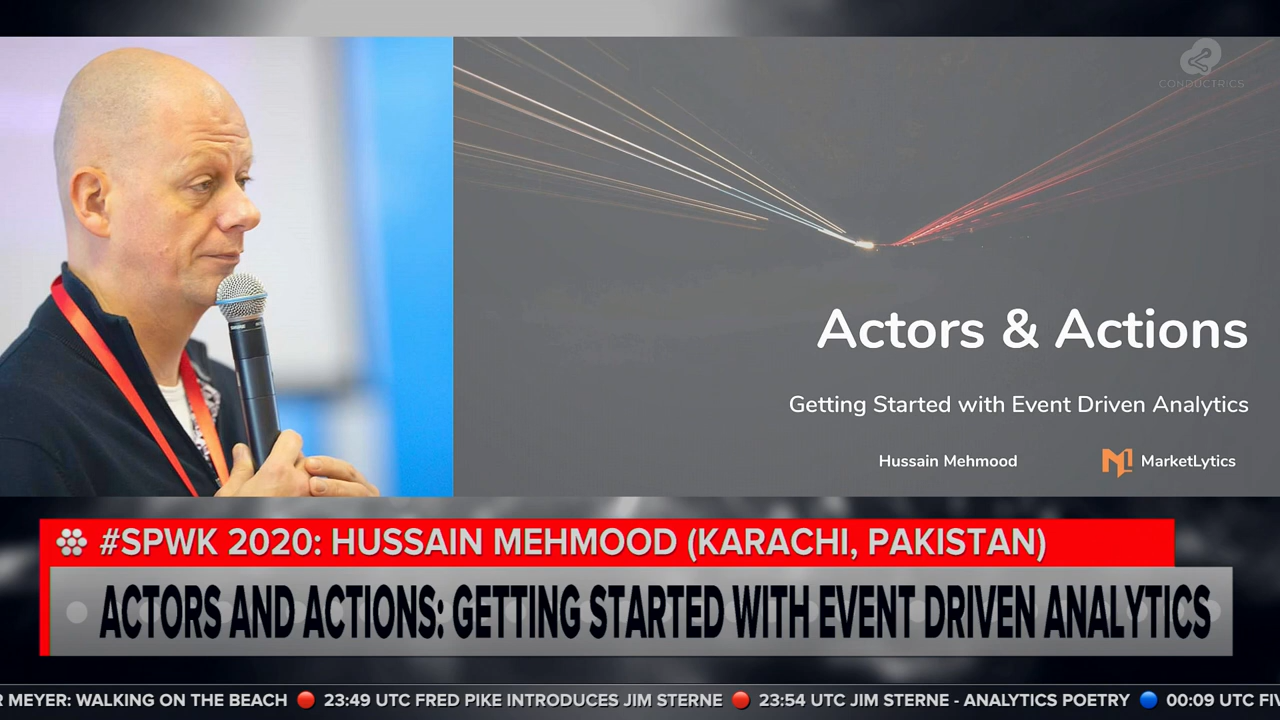 CONDUCTRICS
Actors & Actions
Getting Started with Event Driven Analytics
Hussain Mehmood
MarketLytics
#SPWK 2020: HUSSAIN MEHMOOD (KARACHI, PAKISTAN)
ACTORS AND ACTIONS: GETTING STARTED WITH EVENT DRIVEN ANALYTICS
R MEYER: WALKING ON THE BEACH 23:49 UTC FRED PIKE INTRODUCES JIM STERNE 23:54 UTC JIM STERNE - ANALYTICS POETRY 00:09 UTC FIV